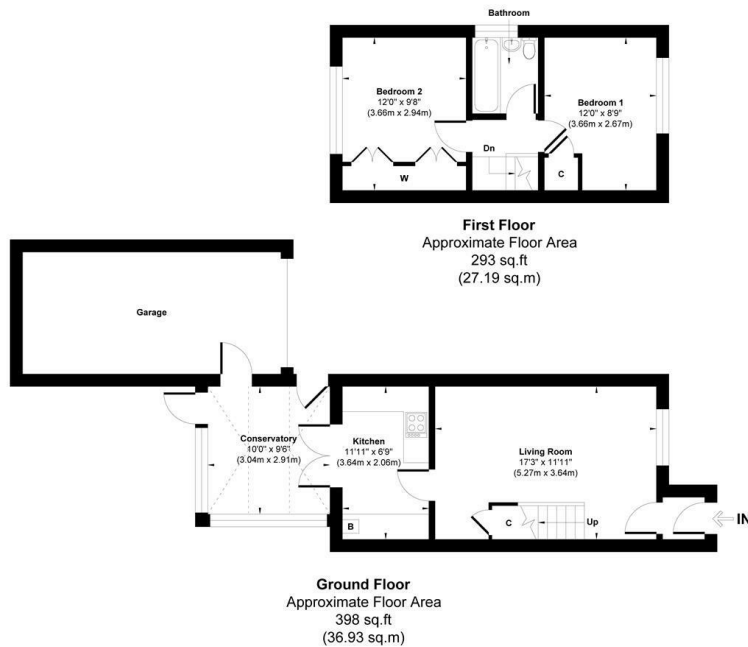 Bathroom
Bedroom 2
12'0" x 9'8"
(3.66m x 2.94m)
Bedroom 1
12'0" x 8'9"
(3.66m x 2.67m)
Dn
W
C
First Floor
Approximate Floor Area
293 sq.ft
(27.19 sq.m)
Garage
Conservatory
10'0" x 9'6"
(3.04m x 2.91m)
Kitchen
11'11" x 6'9"
(3.64m x 2.06m)
Living Room
17'3" x 11'11"
(5.27m x 3.64m)
B
C
Up
IN
Ground Floor
Approximate Floor Area
398 sq.ft
(36.93 sq.m)